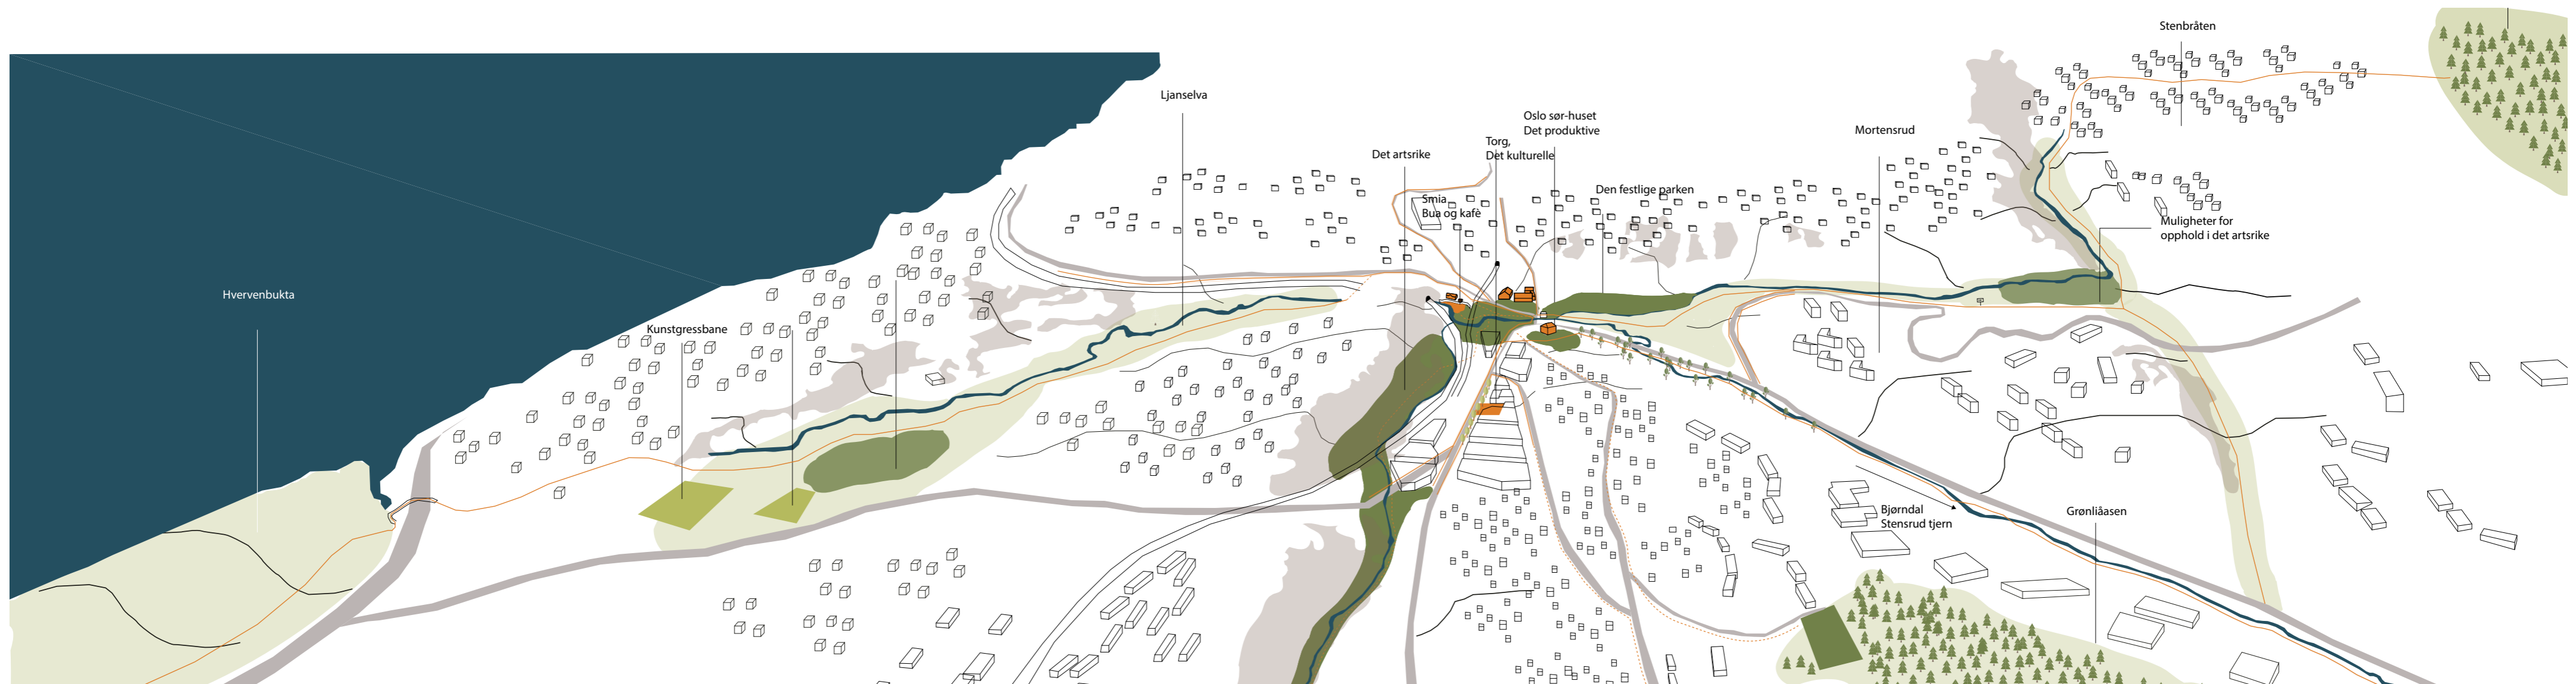 Stenbråten
Ljanselva
Oslo sør-huset
Det produktive
Mortensrud
Torg,
Det kulturelle
Det artsrike
Den festlige parken
Smia
Bua og kafè
Muligheter for
opphold i det artsrike
Hvervenbukta
Kunstgressbane
Bjørndal
Stensrud tjern
Grønliåasen